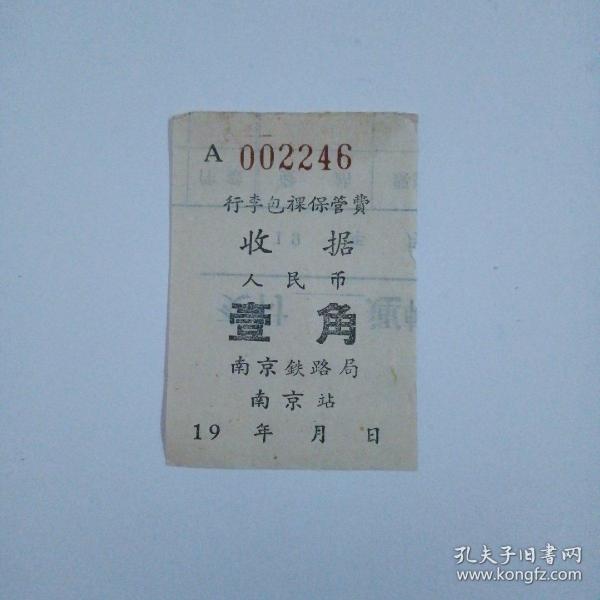 A 002246
行李包裸保管費
收据
人民币
壹角
南京鉄路局
南京站
19 年 月 日
孔夫子旧書网
www.kongfz.com